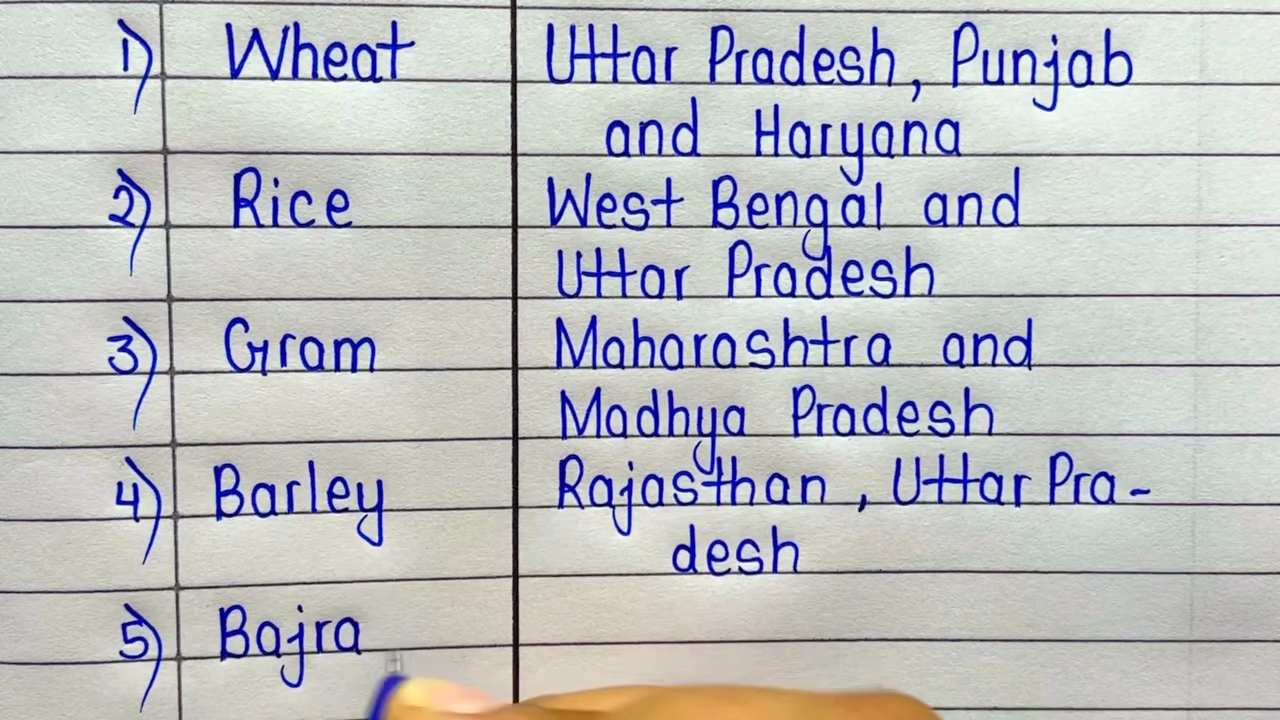 1) Wheat Uttar Pradesh, Punjab
and Haryana
2) Rice West Bengal and
Uttar Pradesh
3) Gram Maharashtra and
Madhya Pradesh
4) Barley Rajasthan, Uttar Pra-
desh
5) Bajra